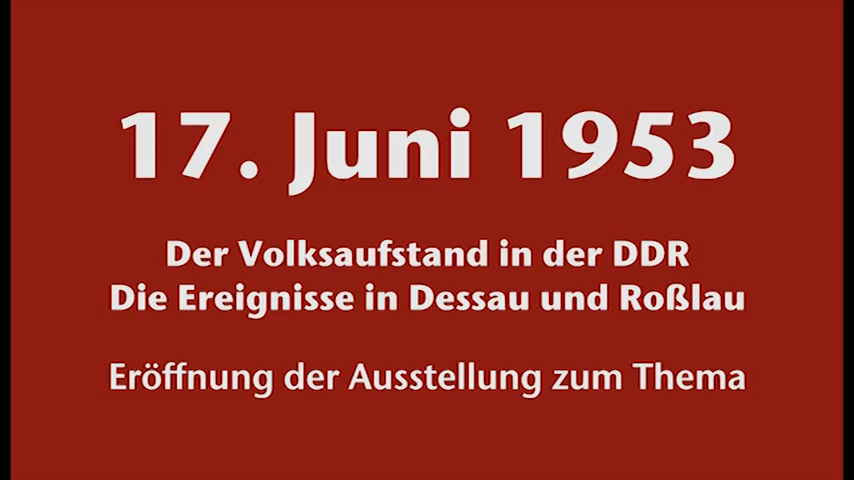 17. Juni 1953
Der Volksaufstand in der DDR
Die Ereignisse in Dessau und Roßlau
Eröffnung der Ausstellung zum Thema